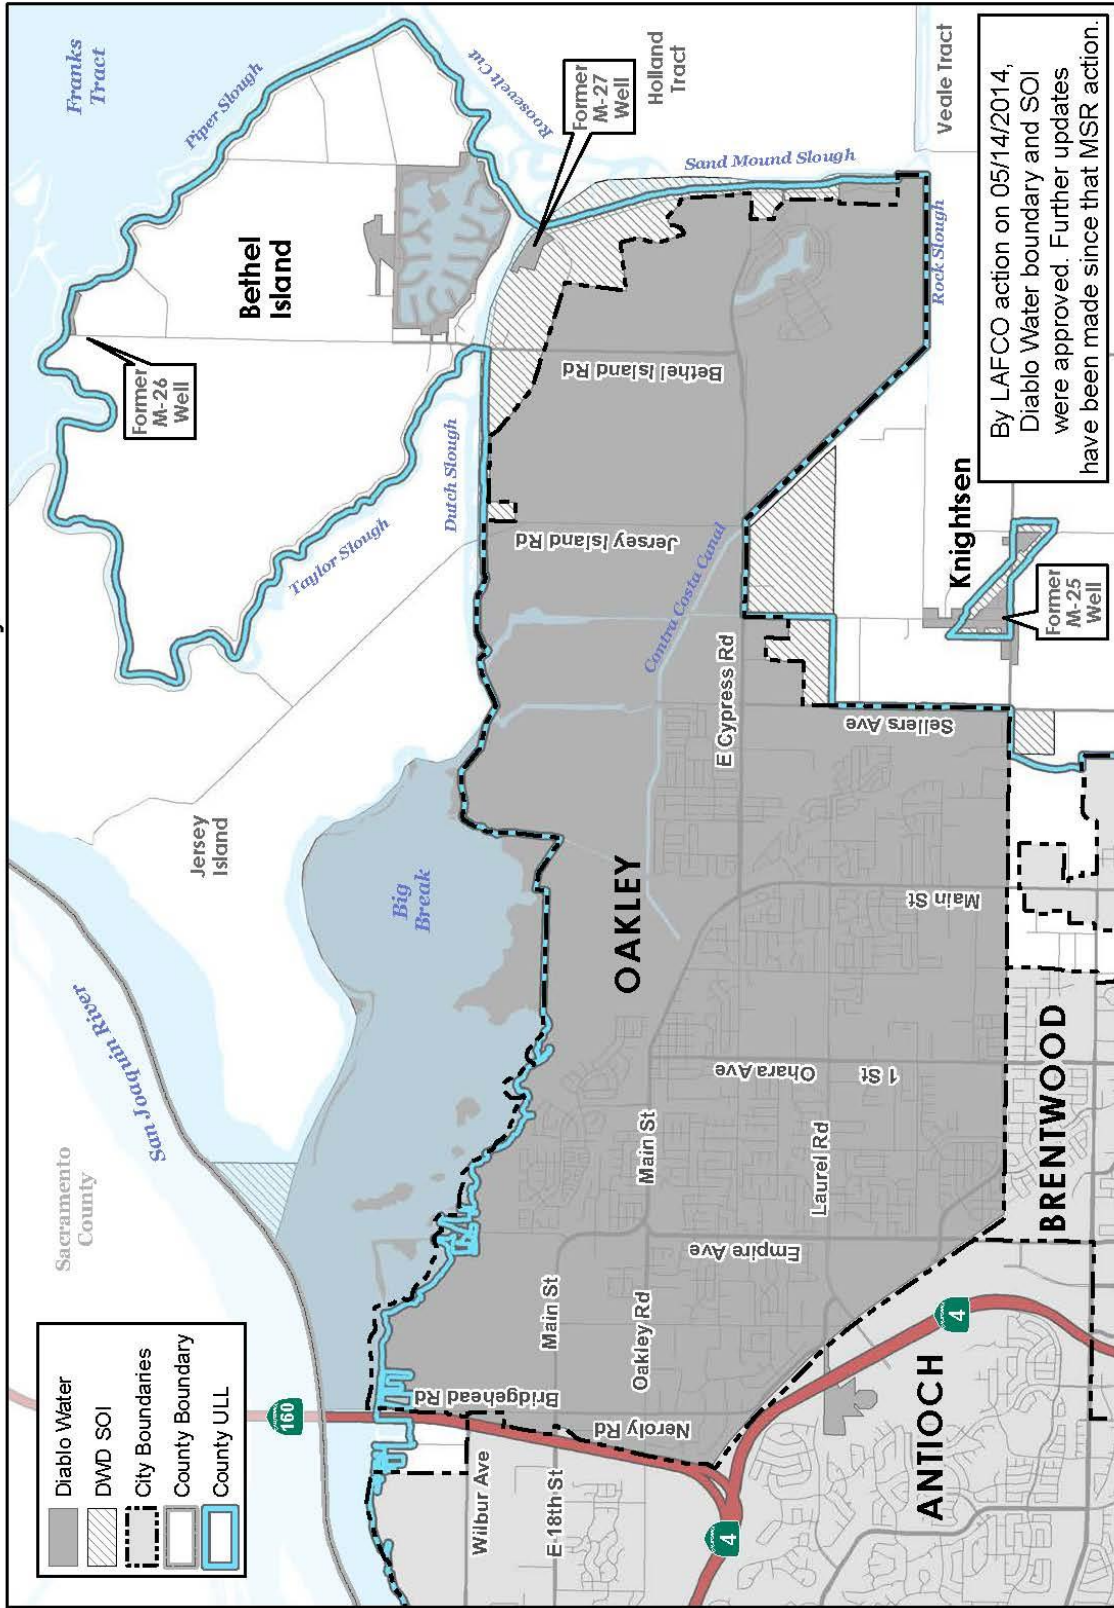 Diablo Water
DWD SOI
City Boundaries
County Boundary
County ULL
Sacramento
County
San Joaquin River
160
Jersey
Island
Big
Break
Taylor Slough
Dutch Slough
Piper Slough
Franks
Tract
Bethel
Island
Former
M-26
Well
Former
M-27
Well
Roosevelt Cut
Holland
Tract
Sand Mound Slough
Veale Tract
Rock Slough
Bethel Island Rd
Jersey Island Rd
Contra Costa Canal
E Cypress Rd
Sellers Ave
OAKLEY
Main St
Main St
Main St
Ohara Ave
1 St
Laurel Rd
Empire Ave
Oakley Rd
Bridgehead Rd
Neroly Rd
Wilbur Ave
E 18th St
4
4
ANTIOCH
BRENTWOOD
Knightsen
Former
M-25
Well
By LAFCO action on 05/14/2014,
Diablo Water boundary and SOI
were approved. Further updates
have been made since that MSR action.